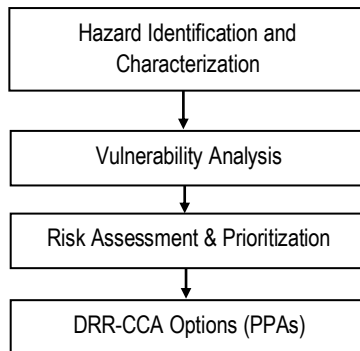 Hazard Identification and
Characterization
Vulnerability Analysis
Risk Assessment & Prioritization
DRR-CCA Options (PPAs)